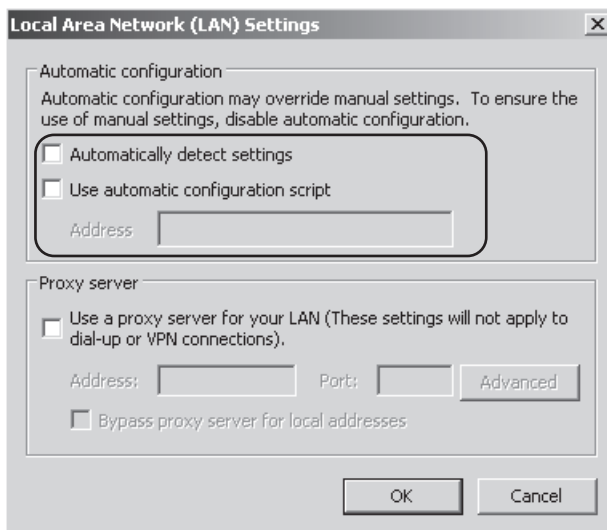 Local Area Network (LAN) Settings
Automatic configuration
Automatic configuration may override manual settings. To ensure the
use of manual settings, disable automatic configuration.
Automatically detect settings
Use automatic configuration script
Address
Proxy server
Use a proxy server for your LAN (These settings will not apply to
dial-up or VPN connections).
Address:
Port:
Advanced
Bypass proxy server for local addresses
OK
Cancel